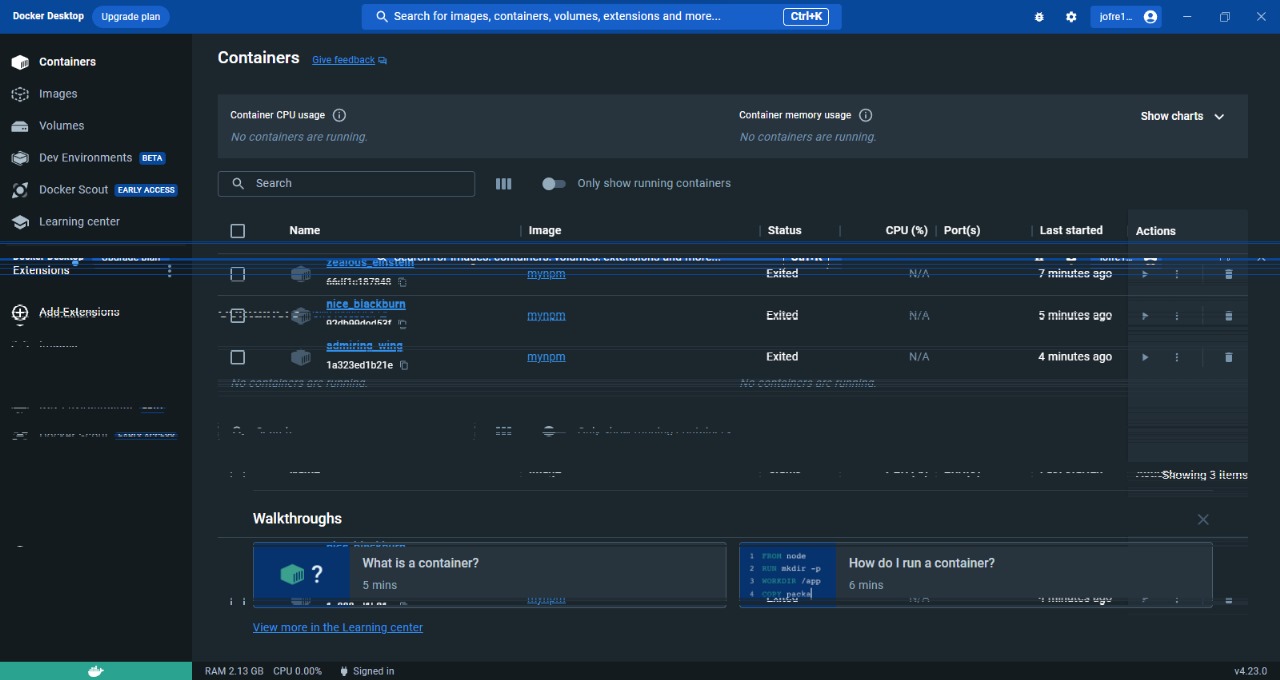 Docker Desktop Upgrade plan Search for images, containers, volumes, extensions and more... Ctrl+K jofre1...
Containers
Images
Volumes
Dev Environments BETA
Docker Scout EARLY ACCESS
Learning center
Extensions
Add Extensions
Containers Give feedback
Container CPU usage
No containers are running.
Container memory usage
No containers are running.
Show charts
Search
Only show running containers
Name Image Status CPU (%) Port(s) Last started Actions
zealous_einstein mynpm Exited N/A 7 minutes ago
nice_blackburn mynpm Exited N/A 5 minutes ago
admiring_wing mynpm Exited N/A 4 minutes ago
1a323ed1b21e
No containers are running. No containers are running.
Showing 3 items
Walkthroughs
What is a container?
5 mins
1 FROM node
2 RUN mkdir -p
3 WORKDIR /app
4 COPY packa
How do I run a container?
6 mins
View more in the Learning center
RAM 2.13 GB CPU 0.00% Signed in v4.23.0